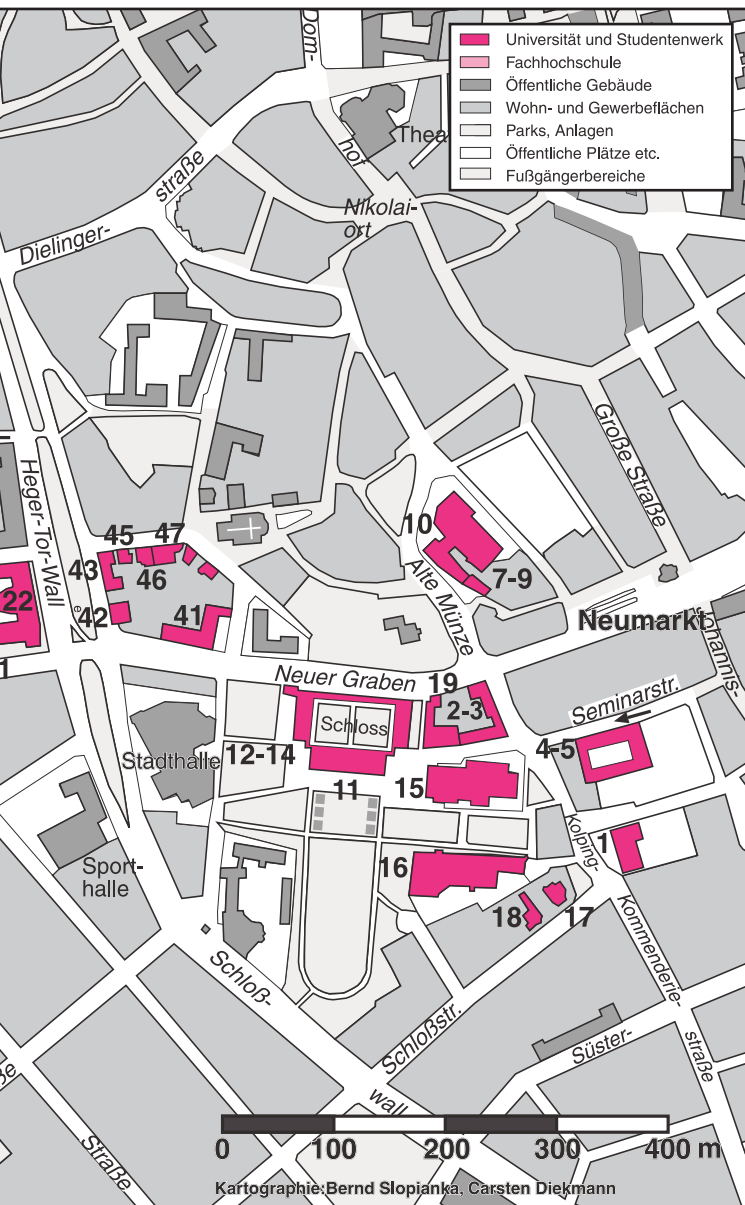 Dom-
hof
Thea
Universität und Studentenwerk
Fachhochschule
Öffentliche Gebäude
Wohn- und Gewerbeflächen
Parks, Anlagen
Öffentliche Plätze etc.
Fußgängerbereiche
Dielinger-
straße
Nikolai-
ort
Große Straße
Heger-Tor-Wall
10
7-9
Alte Münze
45
47
43
46
42
41
22
e
1
Neumarkt
Johannis-
Neuer Graben
19
2-3
Seminarstr.
4-5
Schloss
Stadthalle
12-14
11
15
16
Kolping-
1
18
17
Sport-
halle
Schloß-
wall
Schloßstr.
Kommenderie-
straße
Süster-
ße
Straße
0
100
200
300
400 m
Kartographie:Bernd Slopianka, Carsten Diekmann